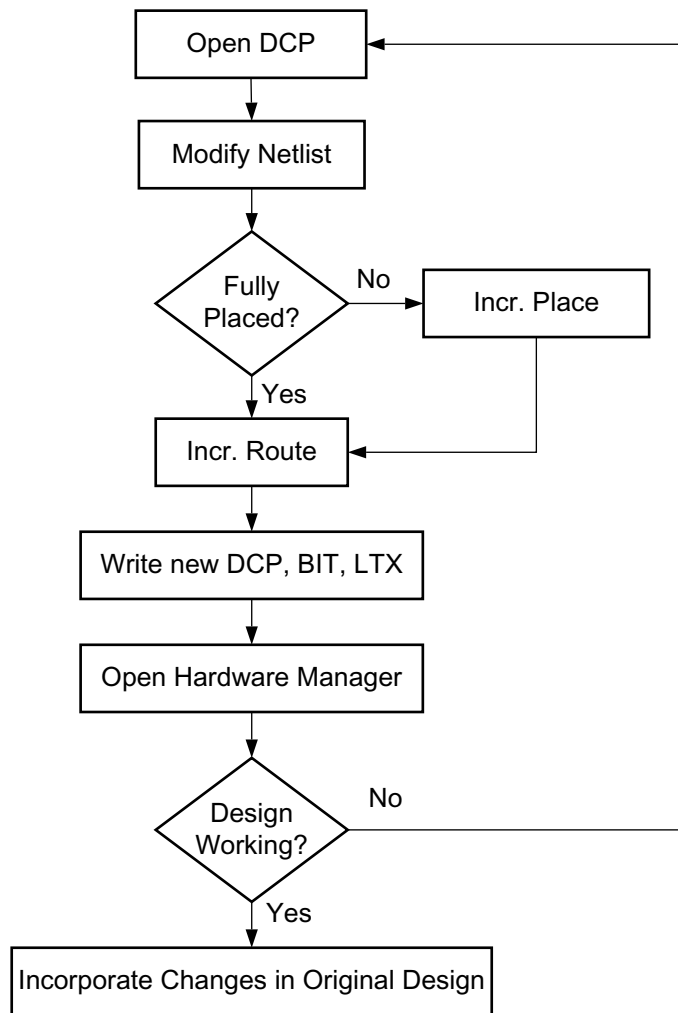 Open DCP
Modify Netlist
Fully
Placed?
No
Incr. Place
Yes
Incr. Route
Write new DCP, BIT, LTX
Open Hardware Manager
Design
Working?
No
Yes
Incorporate Changes in Original Design